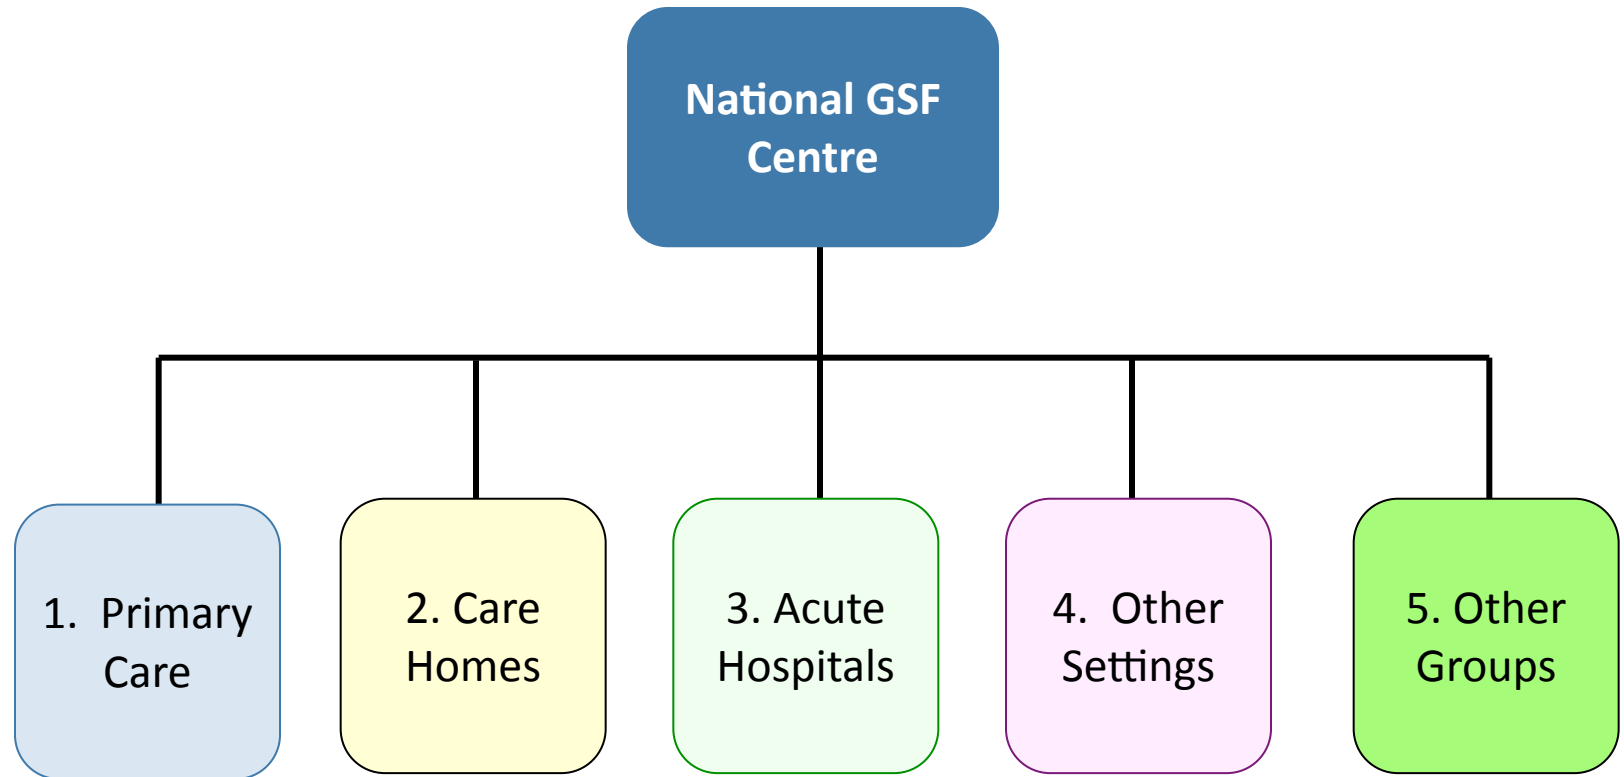 National GSF
Centre
1.  Primary
Care
2. Care
Homes
3. Acute
Hospitals
4.  Other
Settings
5. Other
Groups